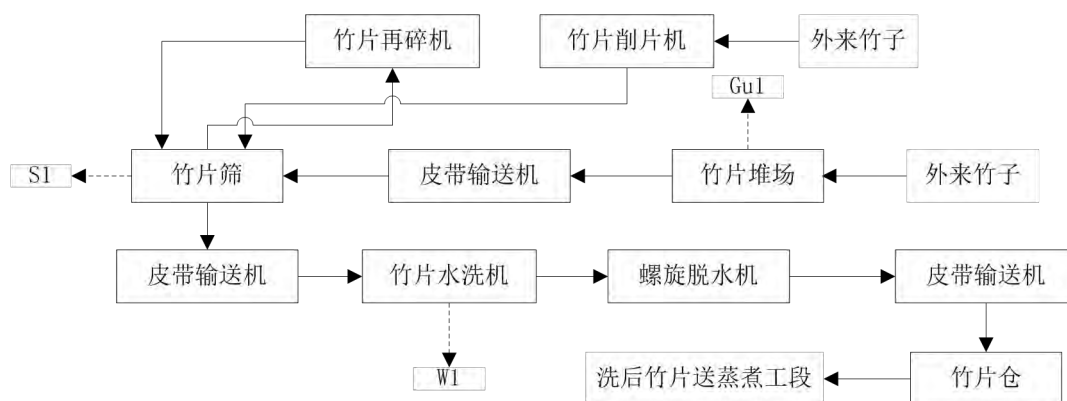 竹片再碎机
竹片削片机
外来竹子
Gu1
S1
竹片筛
皮带输送机
竹片堆场
外来竹子
皮带输送机
竹片水洗机
螺旋脱水机
皮带输送机
W1
洗后竹片送蒸煮工段
竹片仓